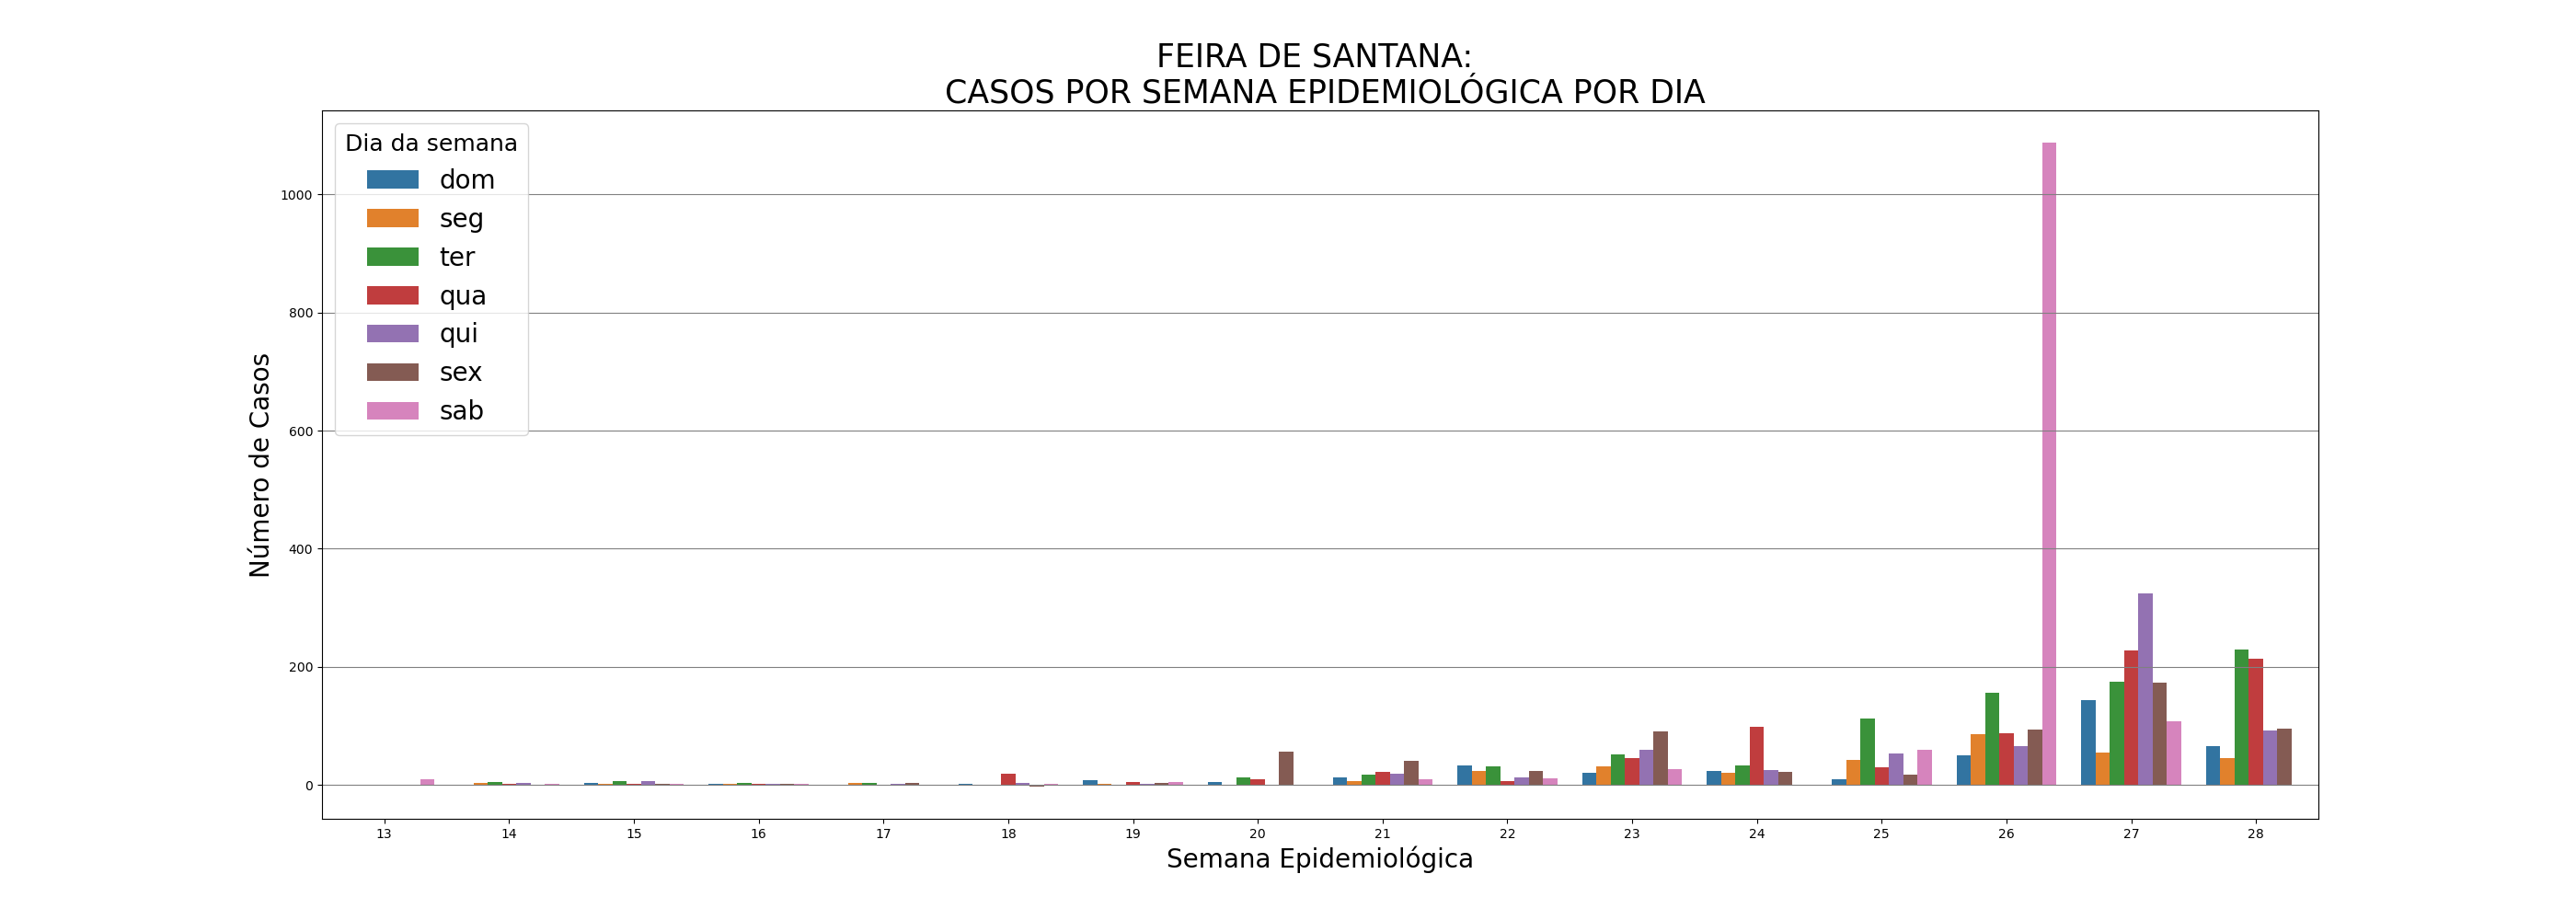 FEIRA DE SANTANA:
CASOS POR SEMANA EPIDEMIOLÓGICA POR DIA
Dia da semana
dom
seg
ter
qua
qui
sex
sab
Número de Casos
1000
800
600
400
200
0
13 14 15 16 17 18 19 20 21 22 23 24 25 26 27 28
Semana Epidemiológica